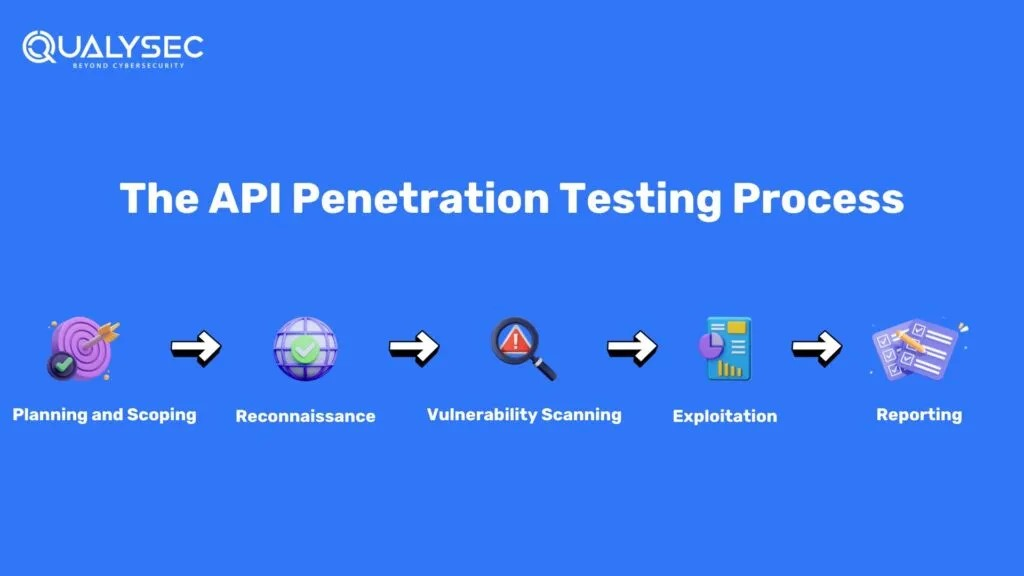 QUALYSEC
BEYOND CYBERSECURITY
The API Penetration Testing Process
Planning and Scoping
Reconnaissance
Vulnerability Scanning
Exploitation
Reporting